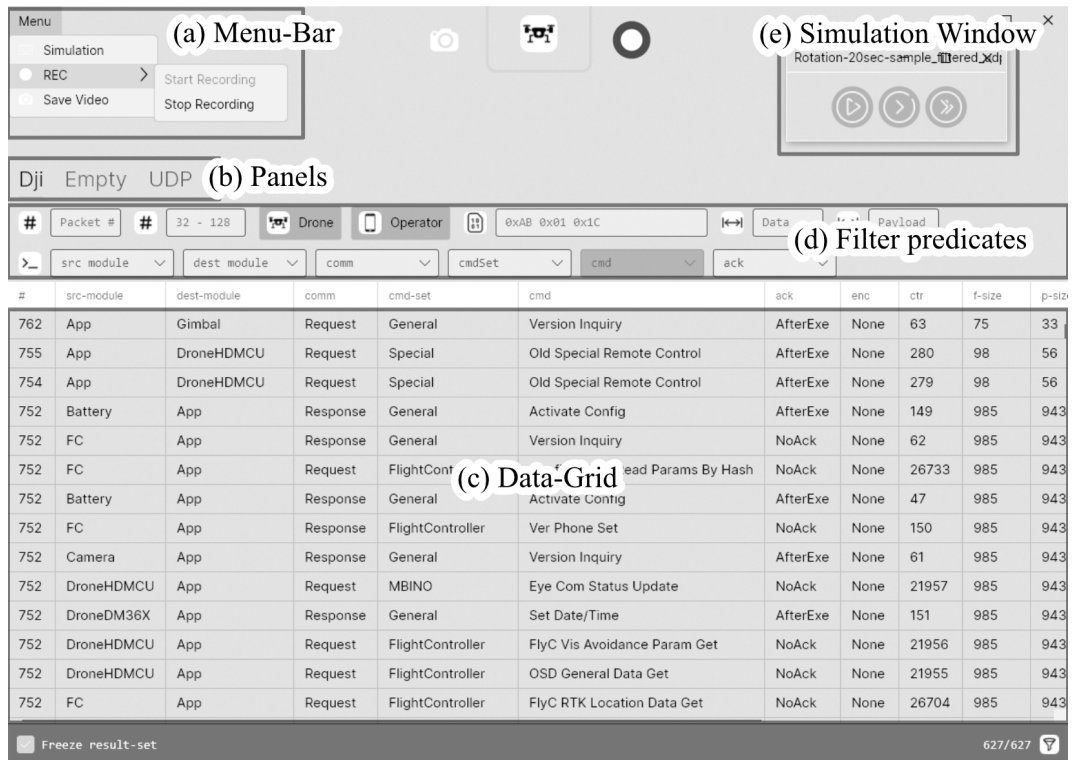 Menu
(a) Menu-Bar
(e) Simulation Window
Simulation
REC
Start Recording
Save Video
Stop Recording
Rotation-20sec-sample_filtered
Dji Empty UDP (b) Panels
# Packet # # 32 - 128 Drone Operator 0xAB 0x01 0x1C Data Payload
(d) Filter predicates
>_ src module dest module comm cmdSet cmd ack
# src-module dest-module comm cmd-set cmd ack enc ctr f-size
762 App Gimbal Request General Version Inquiry AfterExe None 63 75 33
755 App DroneHDMCU Request Special Old Special Remote Control AfterExe None 280 98 56
754 App DroneHDMCU Request Special Old Special Remote Control AfterExe None 279 98 56
752 Battery App Response General Activate Config AfterExe None 149 985 943
752 FC App Response General Version Inquiry NoAck None 62 985 943
752 FC App Request Params By Hash NoAck None 26733 985 943
(c) Data-Grid
752 Battery App Response General Activate Config AfterExe None 47 985 943
752 FC App Response FlightController Ver Phone Set NoAck None 150 985 943
752 Camera App Response General Version Inquiry AfterExe None 61 985 943
752 DroneHDMCU App Request MBINO Eye Com Status Update NoAck None 21957 985 943
752 DroneDM36X App Response General Set Date/Time AfterExe None 151 985 943
752 DroneHDMCU App Request FlightController FlyC Vis Avoidance Param Get NoAck None 21956 985 943
752 DroneHDMCU App Request FlightController OSD General Data Get NoAck None 21955 985 943
752 FC App Request FlightController FlyC RTK Location Data Get NoAck None 26704 985 943
Freeze result-set 627/627